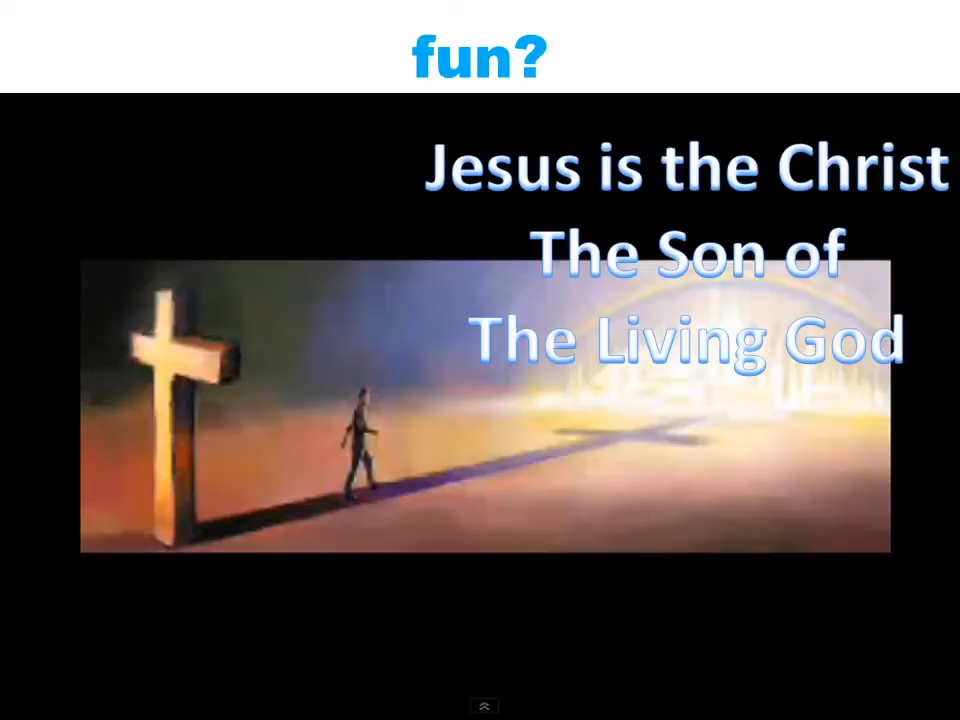 fun?
Jesus is the Christ
The Son of
The Living God